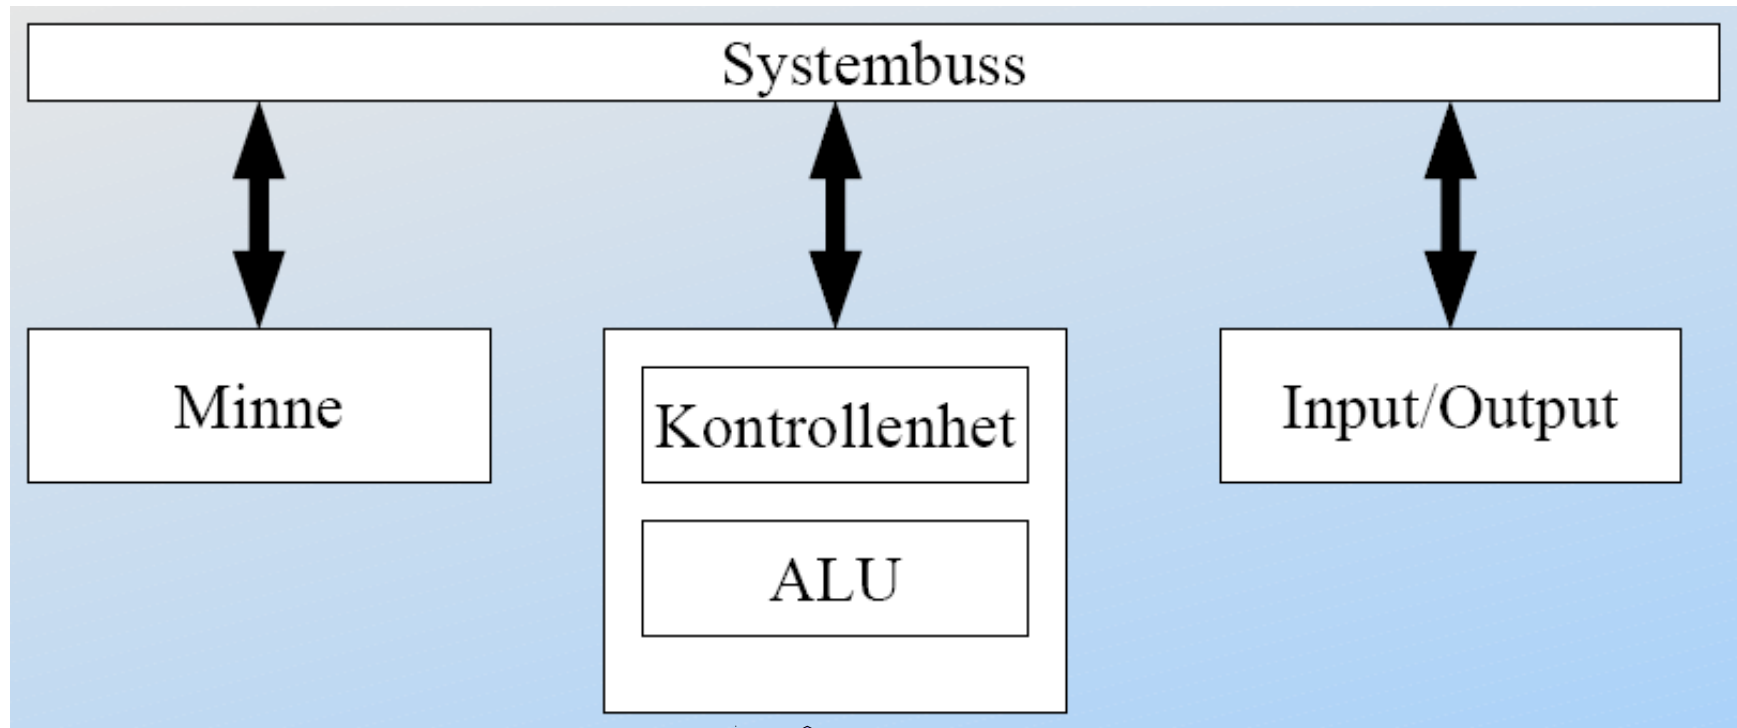 Systembuss
Minne
Kontrollenhet
ALU
Input/Output